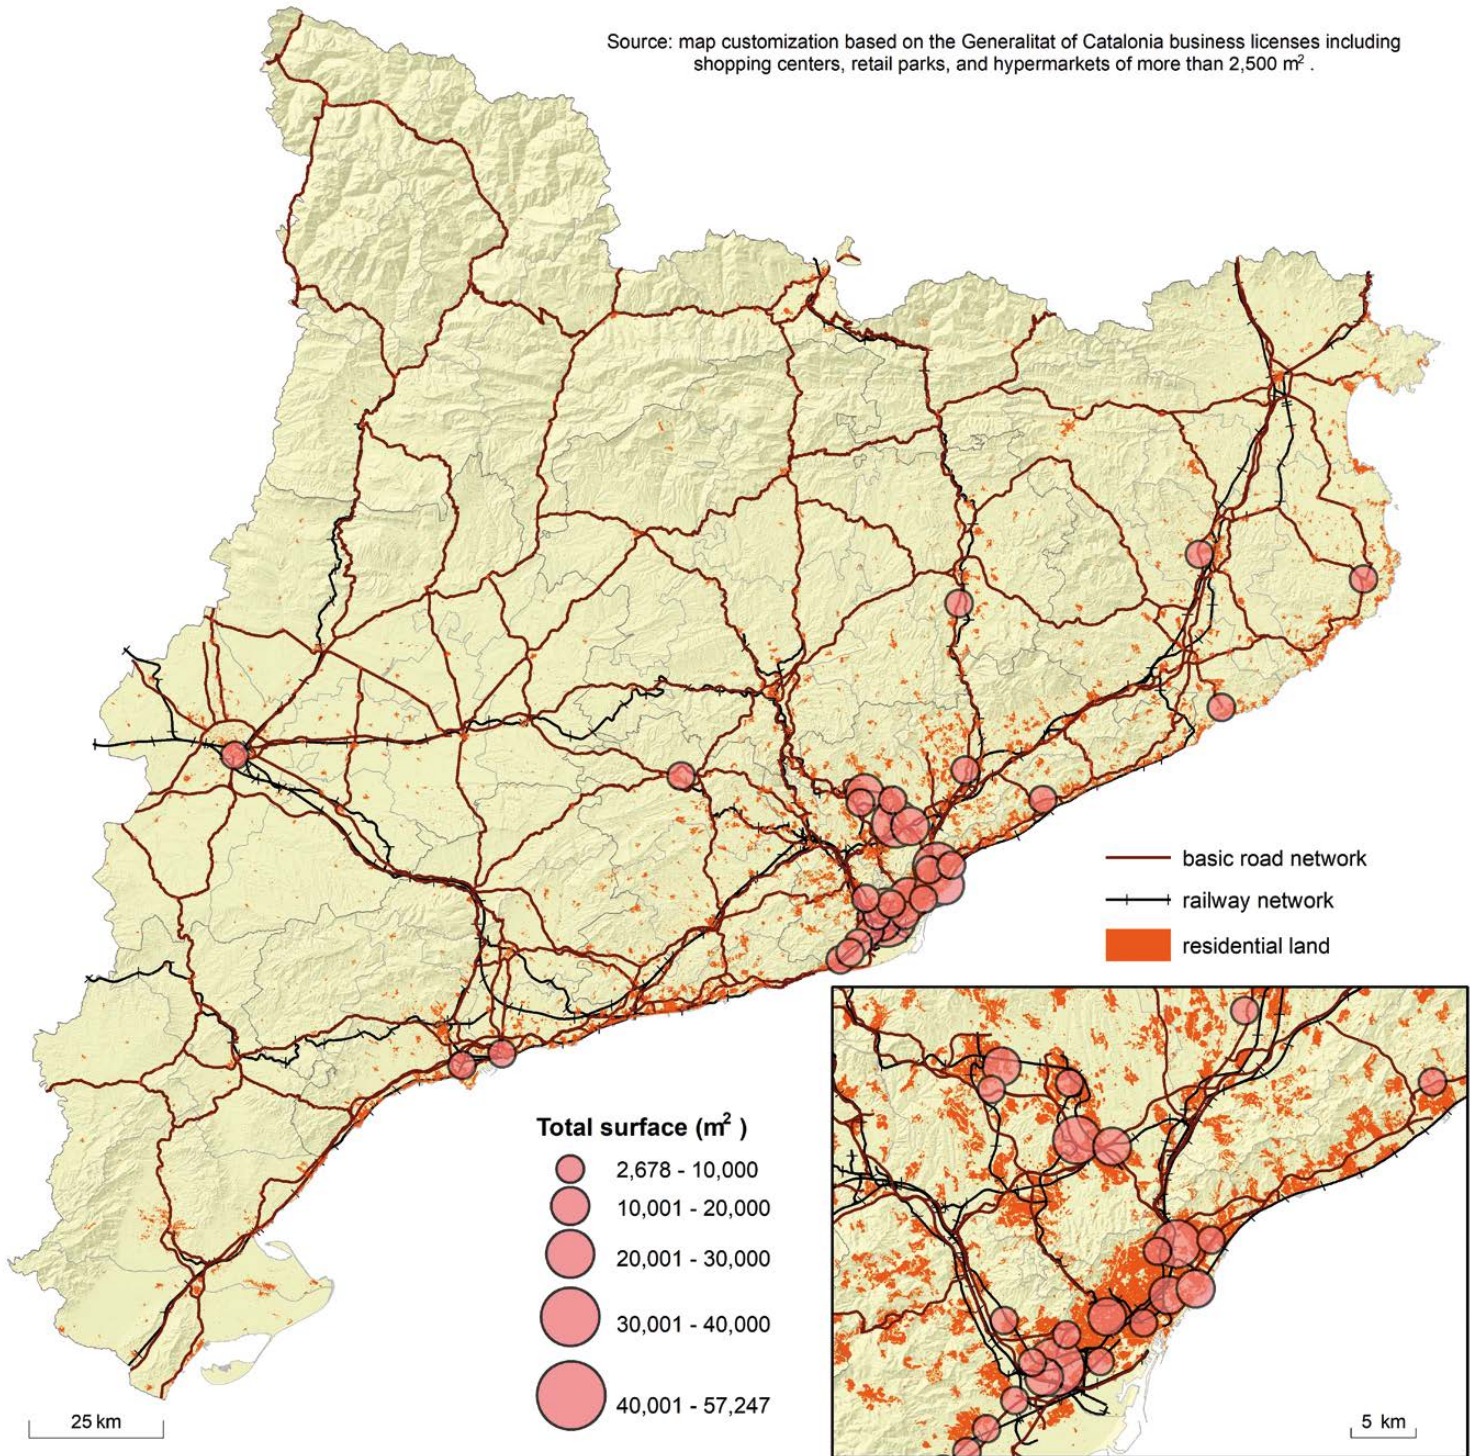 Source: map customization based on the Generalitat of Catalonia business licenses including
shopping centers, retail parks, and hypermarkets of more than 2,500 m² .
basic road network
railway network
residential land
Total surface (m² )
2,678 - 10,000
10,001 - 20,000
20,001 - 30,000
30,001 - 40,000
40,001 - 57,247
25 km
5 km